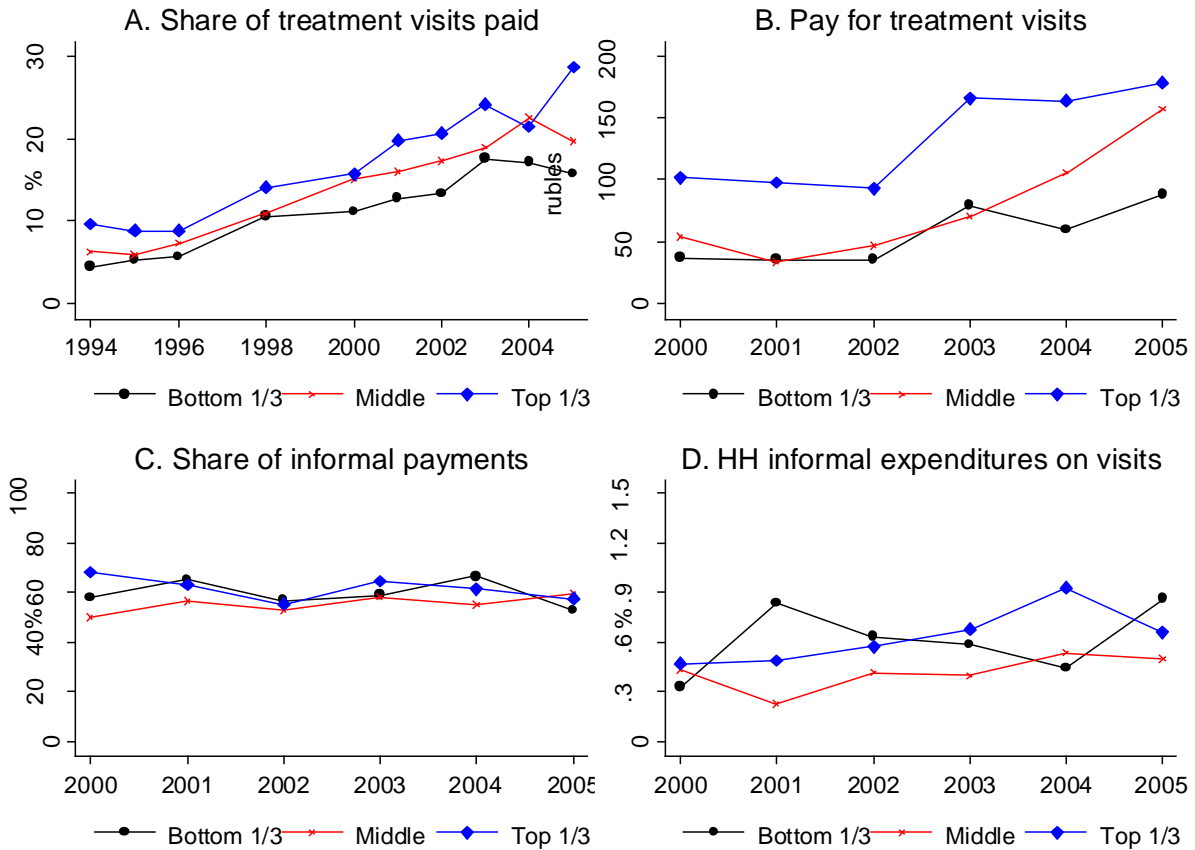 A. Share of treatment visits paid
30
20
%
10
0
1994 1996 1998 2000 2002 2004
Bottom 1/3 Middle Top 1/3
B. Pay for treatment visits
200
150
rubles
100
50
0
2000 2001 2002 2003 2004 2005
Bottom 1/3 Middle Top 1/3
C. Share of informal payments
100
80
60
%
40
20
0
2000 2001 2002 2003 2004 2005
Bottom 1/3 Middle Top 1/3
D. HH informal expenditures on visits
1.5
1.2
.9
%
.6
.3
0
2000 2001 2002 2003 2004 2005
Bottom 1/3 Middle Top 1/3